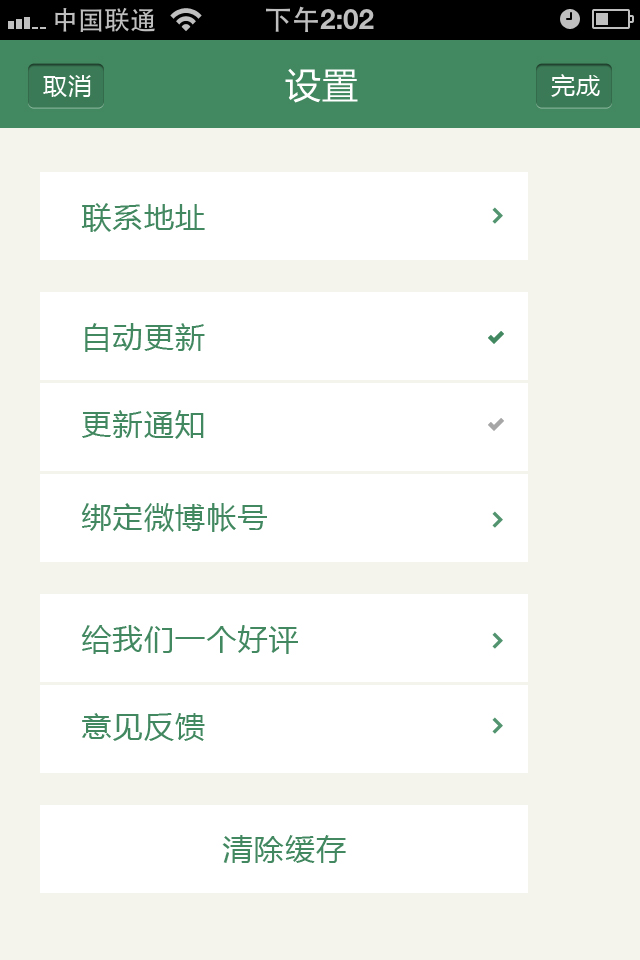 中国联通 下午2:02
取消 设置 完成
联系地址
自动更新
更新通知
绑定微博帐号
给我们一个好评
意见反馈
清除缓存